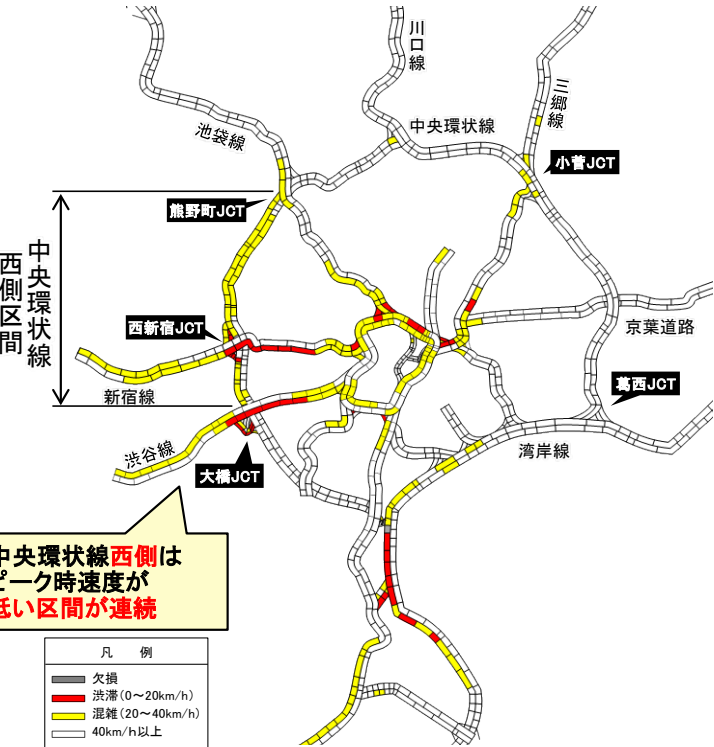 川口線
三郷線
池袋線
中央環状線
小菅JCT
熊野町JCT
中央環状線
西側区間
西新宿JCT
京葉道路
葛西JCT
新宿線
渋谷線
湾岸線
大橋JCT
中央環状線西側は
ピーク時速度が
低い区間が連続
凡 例
欠損
渋滞(0～20km/h)
混雑(20～40km/h)
40km/h以上